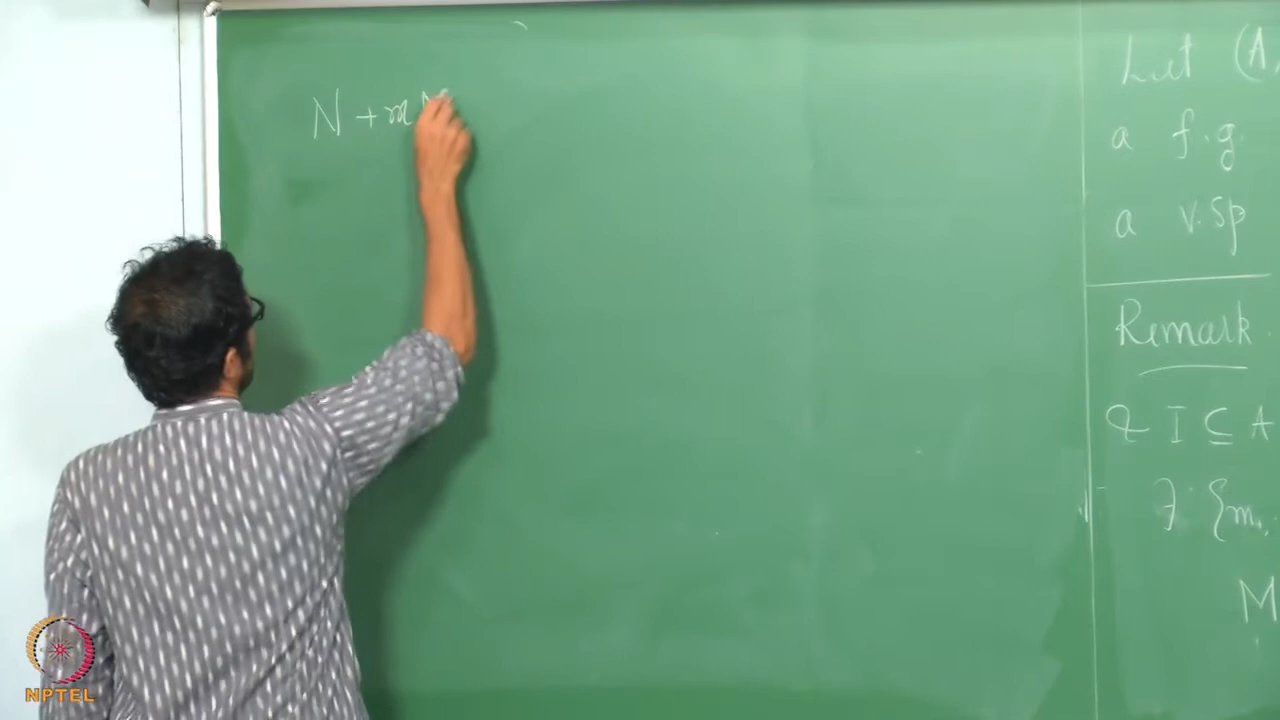 N + m
Let (A,
a f.g.
a v.sp
Remark.
I ⊆ A
∃ {m,
M
NPTEL